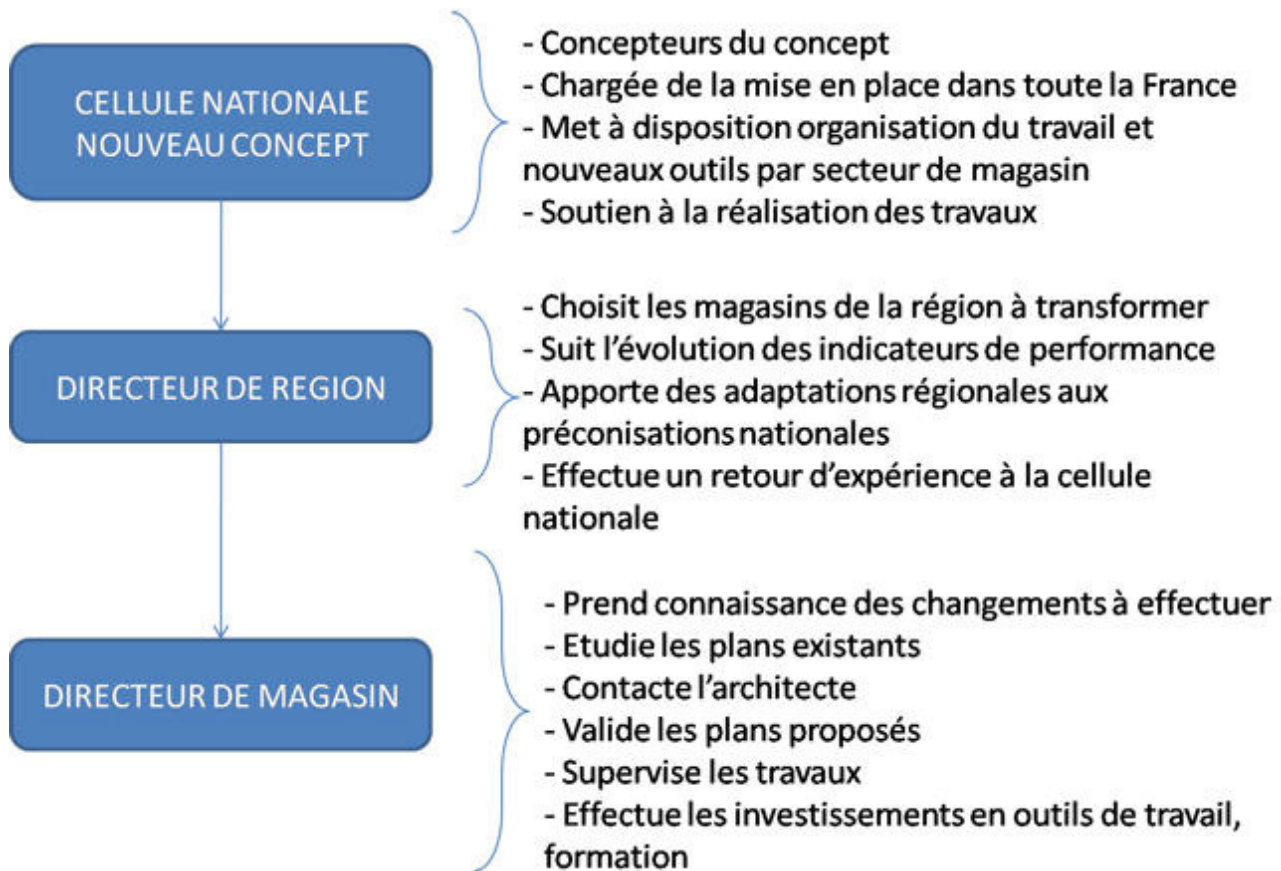 CELLULE NATIONALE
NOUVEAU CONCEPT
- Concepteurs du concept
- Chargée de la mise en place dans toute la France
- Met à disposition organisation du travail et
nouveaux outils par secteur de magasin
- Soutien à la réalisation des travaux
DIRECTEUR DE REGION
- Choisit les magasins de la région à transformer
- Suit l'évolution des indicateurs de performance
- Apporte des adaptations régionales aux
préconisations nationales
- Effectue un retour d'expérience à la cellule
nationale
DIRECTEUR DE MAGASIN
- Prend connaissance des changements à effectuer
- Etudie les plans existants
- Contacte l'architecte
- Valide les plans proposés
- Supervise les travaux
- Effectue les investissements en outils de travail,
formation